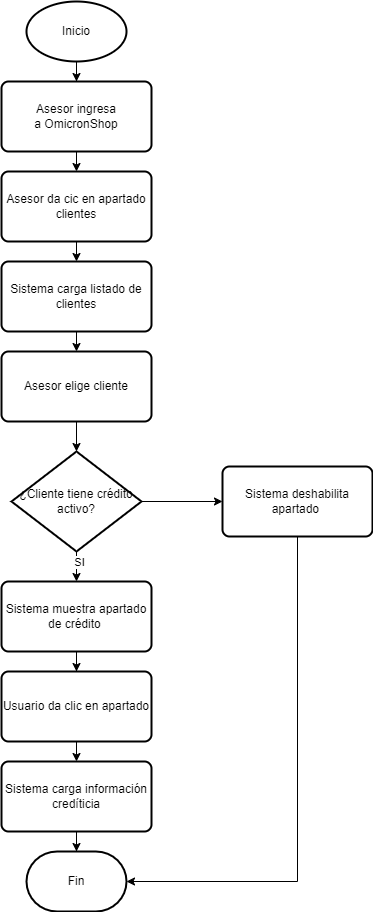 Inicio
Asesor ingresa
a OmicronShop
Asesor da cic en apartado
clientes
Sistema carga listado de
clientes
Asesor elige cliente
¿Cliente tiene crédito
activo?
Sistema deshabilita
apartado
SI
Sistema muestra apartado
de crédito
Usuario da clic en apartado
Sistema carga información
credíticia
Fin